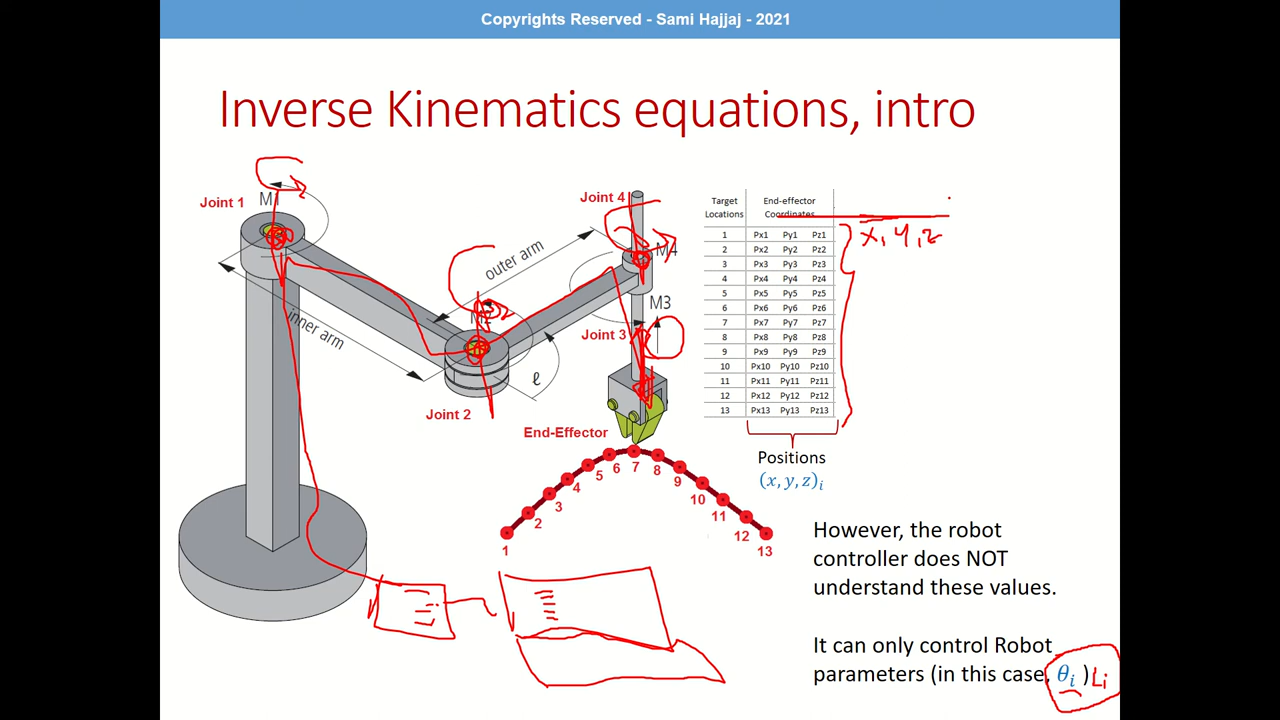 Copyrights Reserved - Sami Hajjaj - 2021
Inverse Kinematics equations, intro
Joint 1
M1
inner arm
M2
Joint 2
outer arm
ℓ
Joint 4
M4
M3
Joint 3
End-Effector
1
2
3
4
5
6
7
8
9
10
11
12
13
Target Locations End-effector Coordinates
1 Px1 Py1 Pz1
2 Px2 Py2 Pz2
3 Px3 Py3 Pz3
4 Px4 Py4 Pz4
5 Px5 Py5 Pz5
6 Px6 Py6 Pz6
7 Px7 Py7 Pz7
8 Px8 Py8 Pz8
9 Px9 Py9 Pz9
10 Px10 Py10 Pz10
11 Px11 Py11 Pz11
12 Px12 Py12 Pz12
13 Px13 Py13 Pz13
x, y, z
Positions
(x, y, z)i
However, the robot
controller does NOT
understand these values.
It can only control Robot
parameters (in this case, θi ) Li